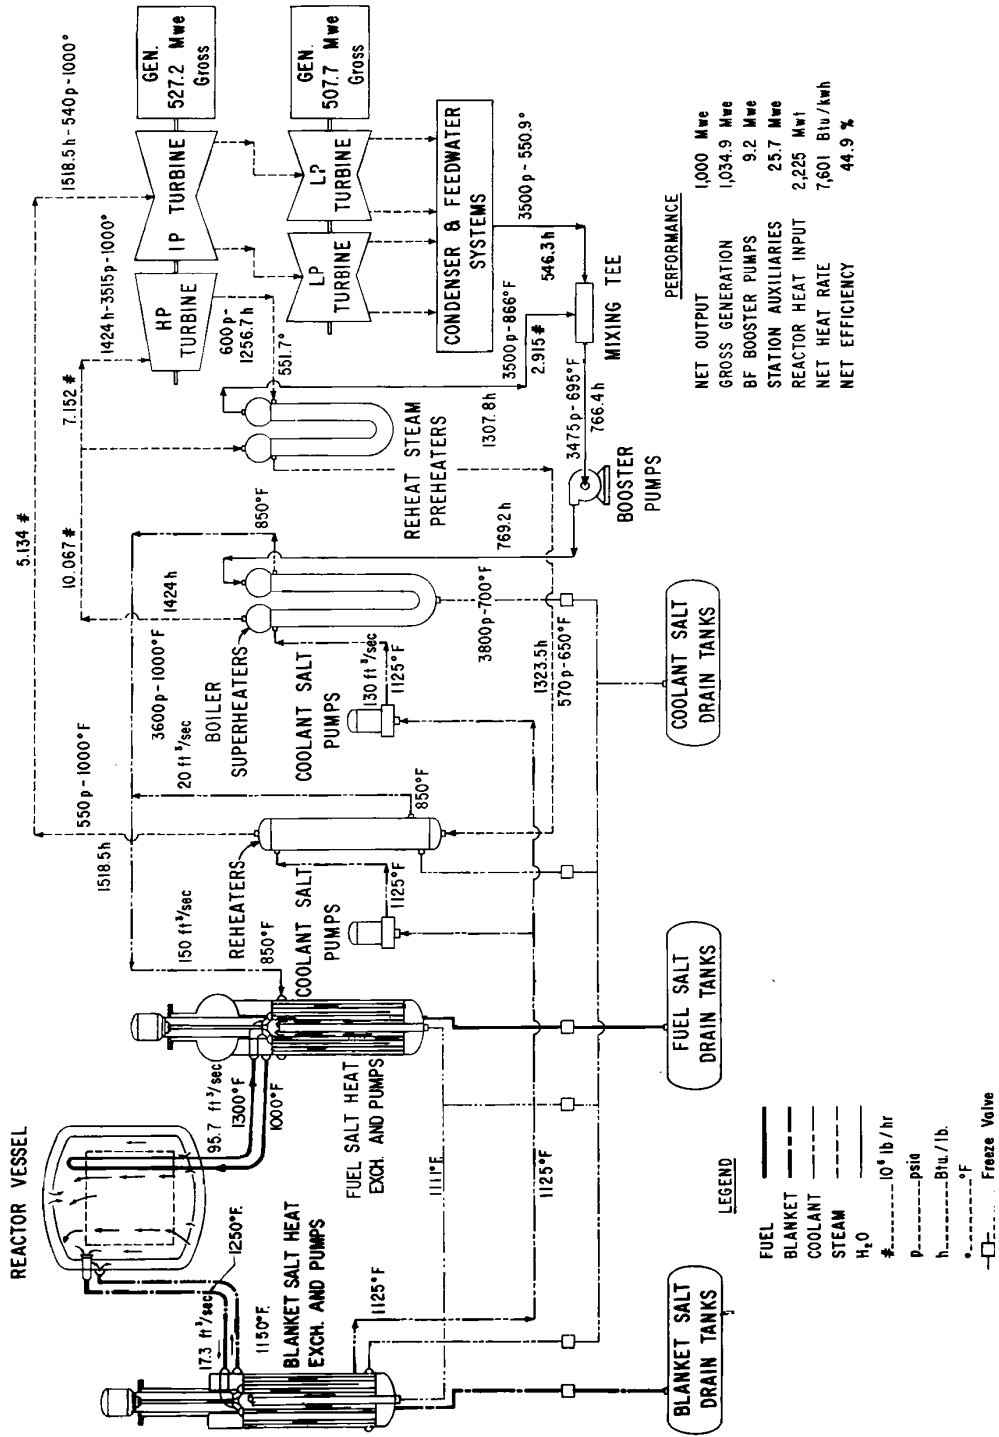 REACTOR VESSEL
1518.5h-540p-1000°
5.134 #
550p-1000°F
1518.5h
150 ft³/sec
GEN.
527.2 Mwe
Gross
IP TURBINE
HP
TURBINE
1424h-3515p-1000°
7.152 #
10.067 #
1424h
3600p-1000°F
20 ft³/sec
GEN.
507.7 Mwe
Gross
LP
TURBINE
LP
TURBINE
600p-
1256.7h
551.7°
850°F
BOILER
SUPERHEATERS
REHEATERS
850°F
95.7 ft³/sec
1300°F
1000°F
1250°F.
17.3 ft³/sec
1150°F.
CONDENSER & FEEDWATER
SYSTEMS
3500p-550.9°
546.3h
3500p-866°F
2.915 #
1307.8h
REHEAT STEAM
PREHEATERS
769.2h
COOLANT SALT
PUMPS
130 ft³/sec
1125°F
850°F
COOLANT SALT
PUMPS
1125°F
FUEL SALT HEAT
EXCH. AND PUMPS
BLANKET SALT HEAT
EXCH. AND PUMPS
1125°F
1111°F
1125°F
MIXING TEE
3475p-695°F
766.4h
BOOSTER
PUMPS
3800p-700°F
1323.5h
570p-650°F
COOLANT SALT
DRAIN TANKS
FUEL SALT
DRAIN TANKS
BLANKET SALT
DRAIN TANKS
PERFORMANCE
NET OUTPUT 1,000 Mwe
GROSS GENERATION 1,034.9 Mwe
BF BOOSTER PUMPS 9.2 Mwe
STATION AUXILIARIES 25.7 Mwe
REACTOR HEAT INPUT 2,225 Mwt
NET HEAT RATE 7,601 Btu/kwh
NET EFFICIENCY 44.9 %
LEGEND
FUEL
BLANKET
COOLANT
STEAM
H₂O
#---------10⁶ lb/hr
p---------psia
h---------Btu./lb.
•---------°F
Freeze Valve